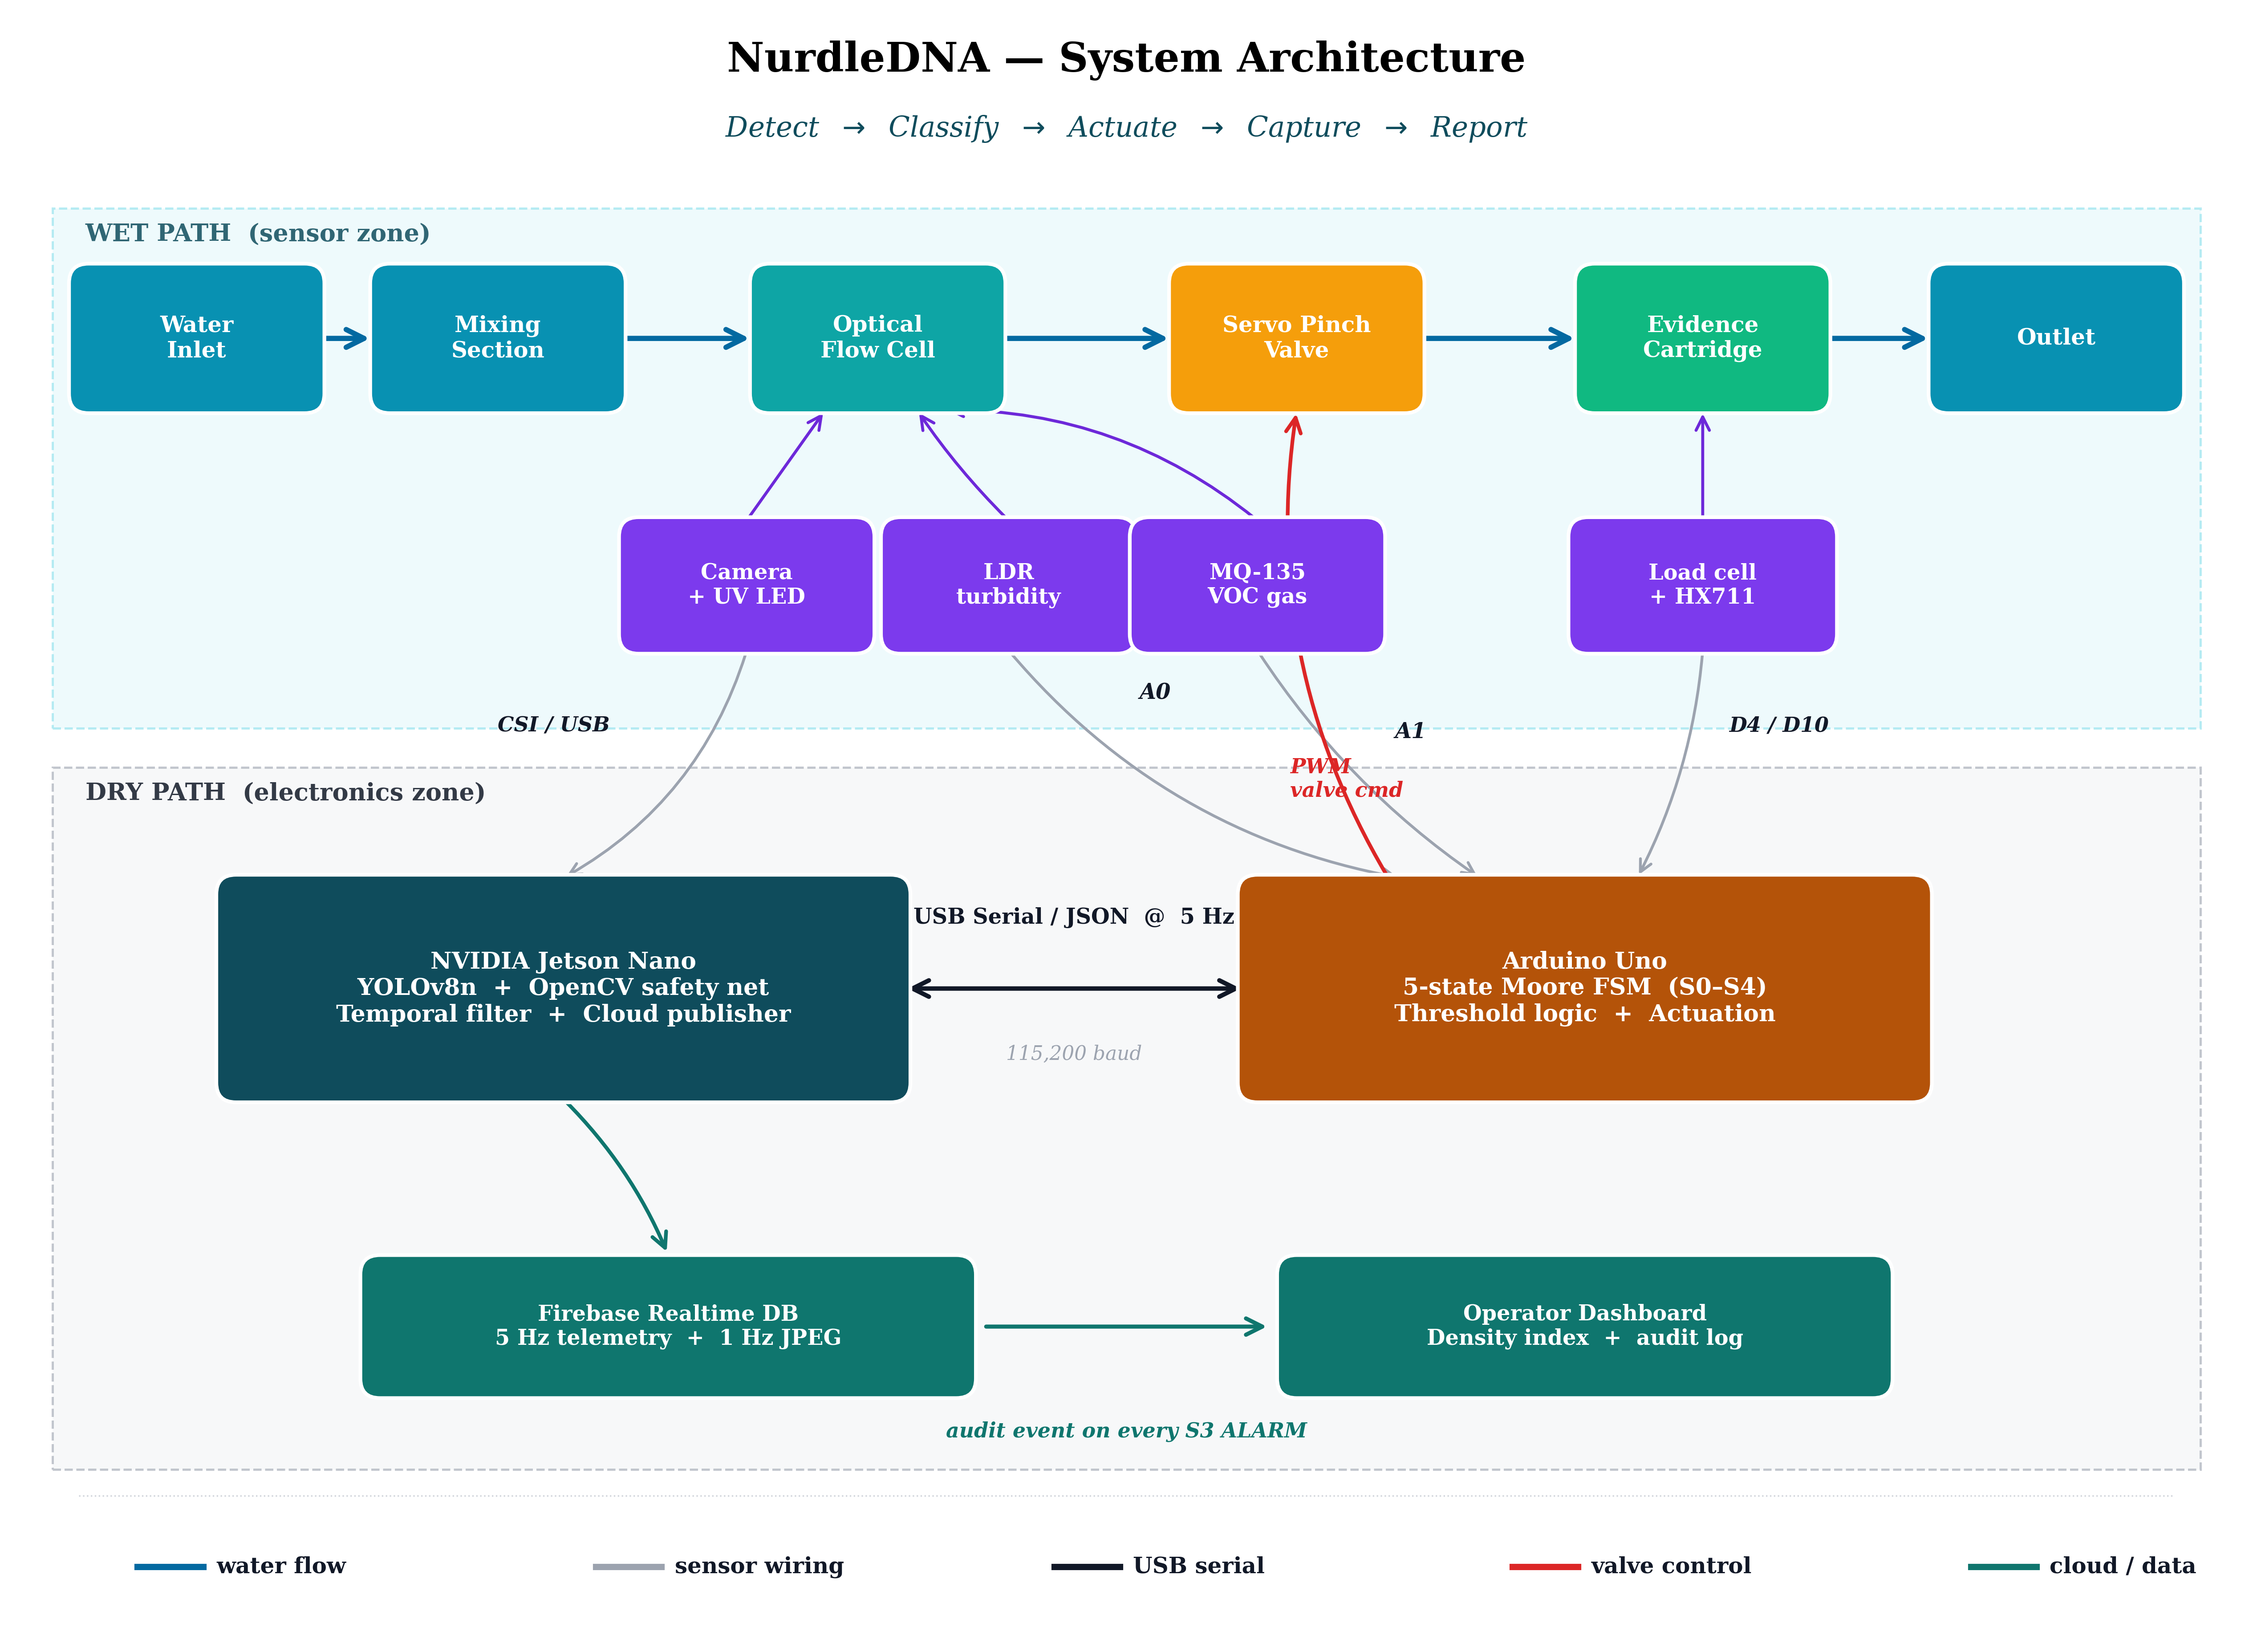 NurdleDNA — System Architecture
Detect → Classify → Actuate → Capture → Report
WET PATH (sensor zone)
Water
Inlet
Mixing
Section
Optical
Flow Cell
Servo Pinch
Valve
Evidence
Cartridge
Outlet
Camera
+ UV LED
LDR
turbidity
MQ-135
VOC gas
Load cell
+ HX711
A0
CSI / USB
A1
D4 / D10
PWM
valve cmd
DRY PATH (electronics zone)
USB Serial / JSON @ 5 Hz
NVIDIA Jetson Nano
YOLOv8n + OpenCV safety net
Temporal filter + Cloud publisher
Arduino Uno
5-state Moore FSM (S0–S4)
Threshold logic + Actuation
115,200 baud
Firebase Realtime DB
5 Hz telemetry + 1 Hz JPEG
Operator Dashboard
Density index + audit log
audit event on every S3 ALARM
water flow
sensor wiring
USB serial
valve control
cloud / data